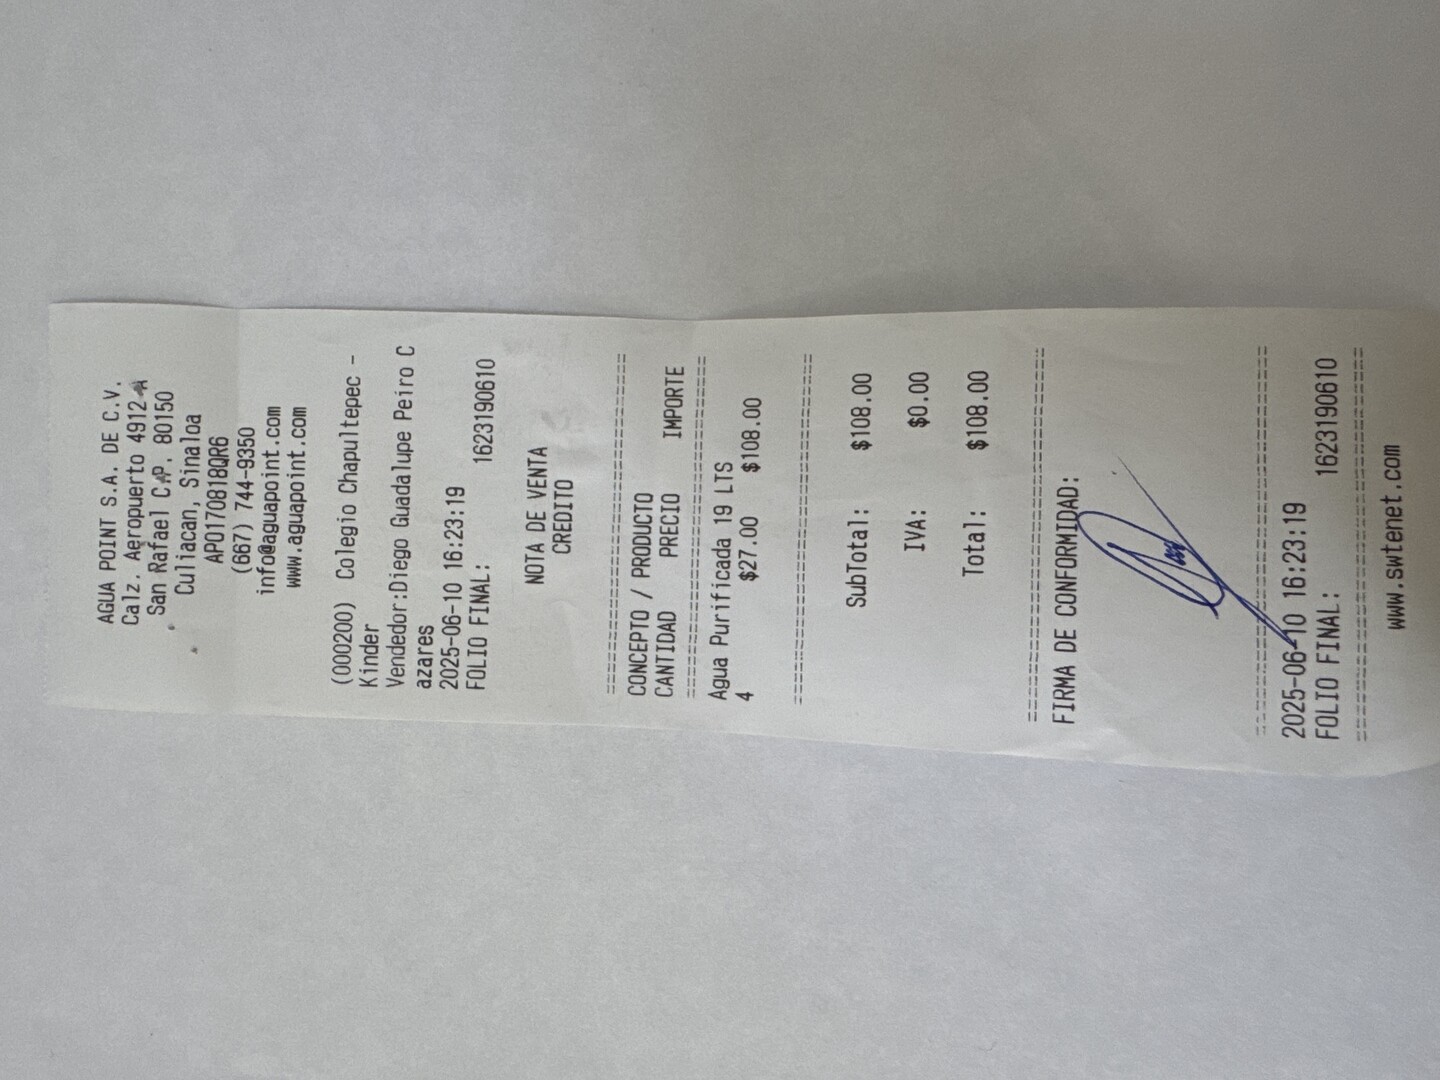 AGUA POINT S.A. DE C.V.
Calz. Aeropuerto 4912-A
San Rafael C.P. 80150
Culiacan, Sinaloa
APO170818QR6
(667) 744-9350
info@aguapoint.com
www.aguapoint.com
(000200) Colegio Chapultepec -
Kinder
Vendedor:Diego Guadalupe Peiro C
azares
2025-06-10 16:23:19
FOLIO FINAL: 1623190610
NOTA DE VENTA
CREDITO
================================
CONCEPTO / PRODUCTO
CANTIDAD PRECIO IMPORTE
================================
Agua Purificada 19 LTS
4 $27.00 $108.00
================================
SubTotal: $108.00
IVA: $0.00
Total: $108.00
================================
FIRMA DE CONFORMIDAD:
================================
2025-06-10 16:23:19
FOLIO FINAL: 1623190610
================================
www.swtenet.com